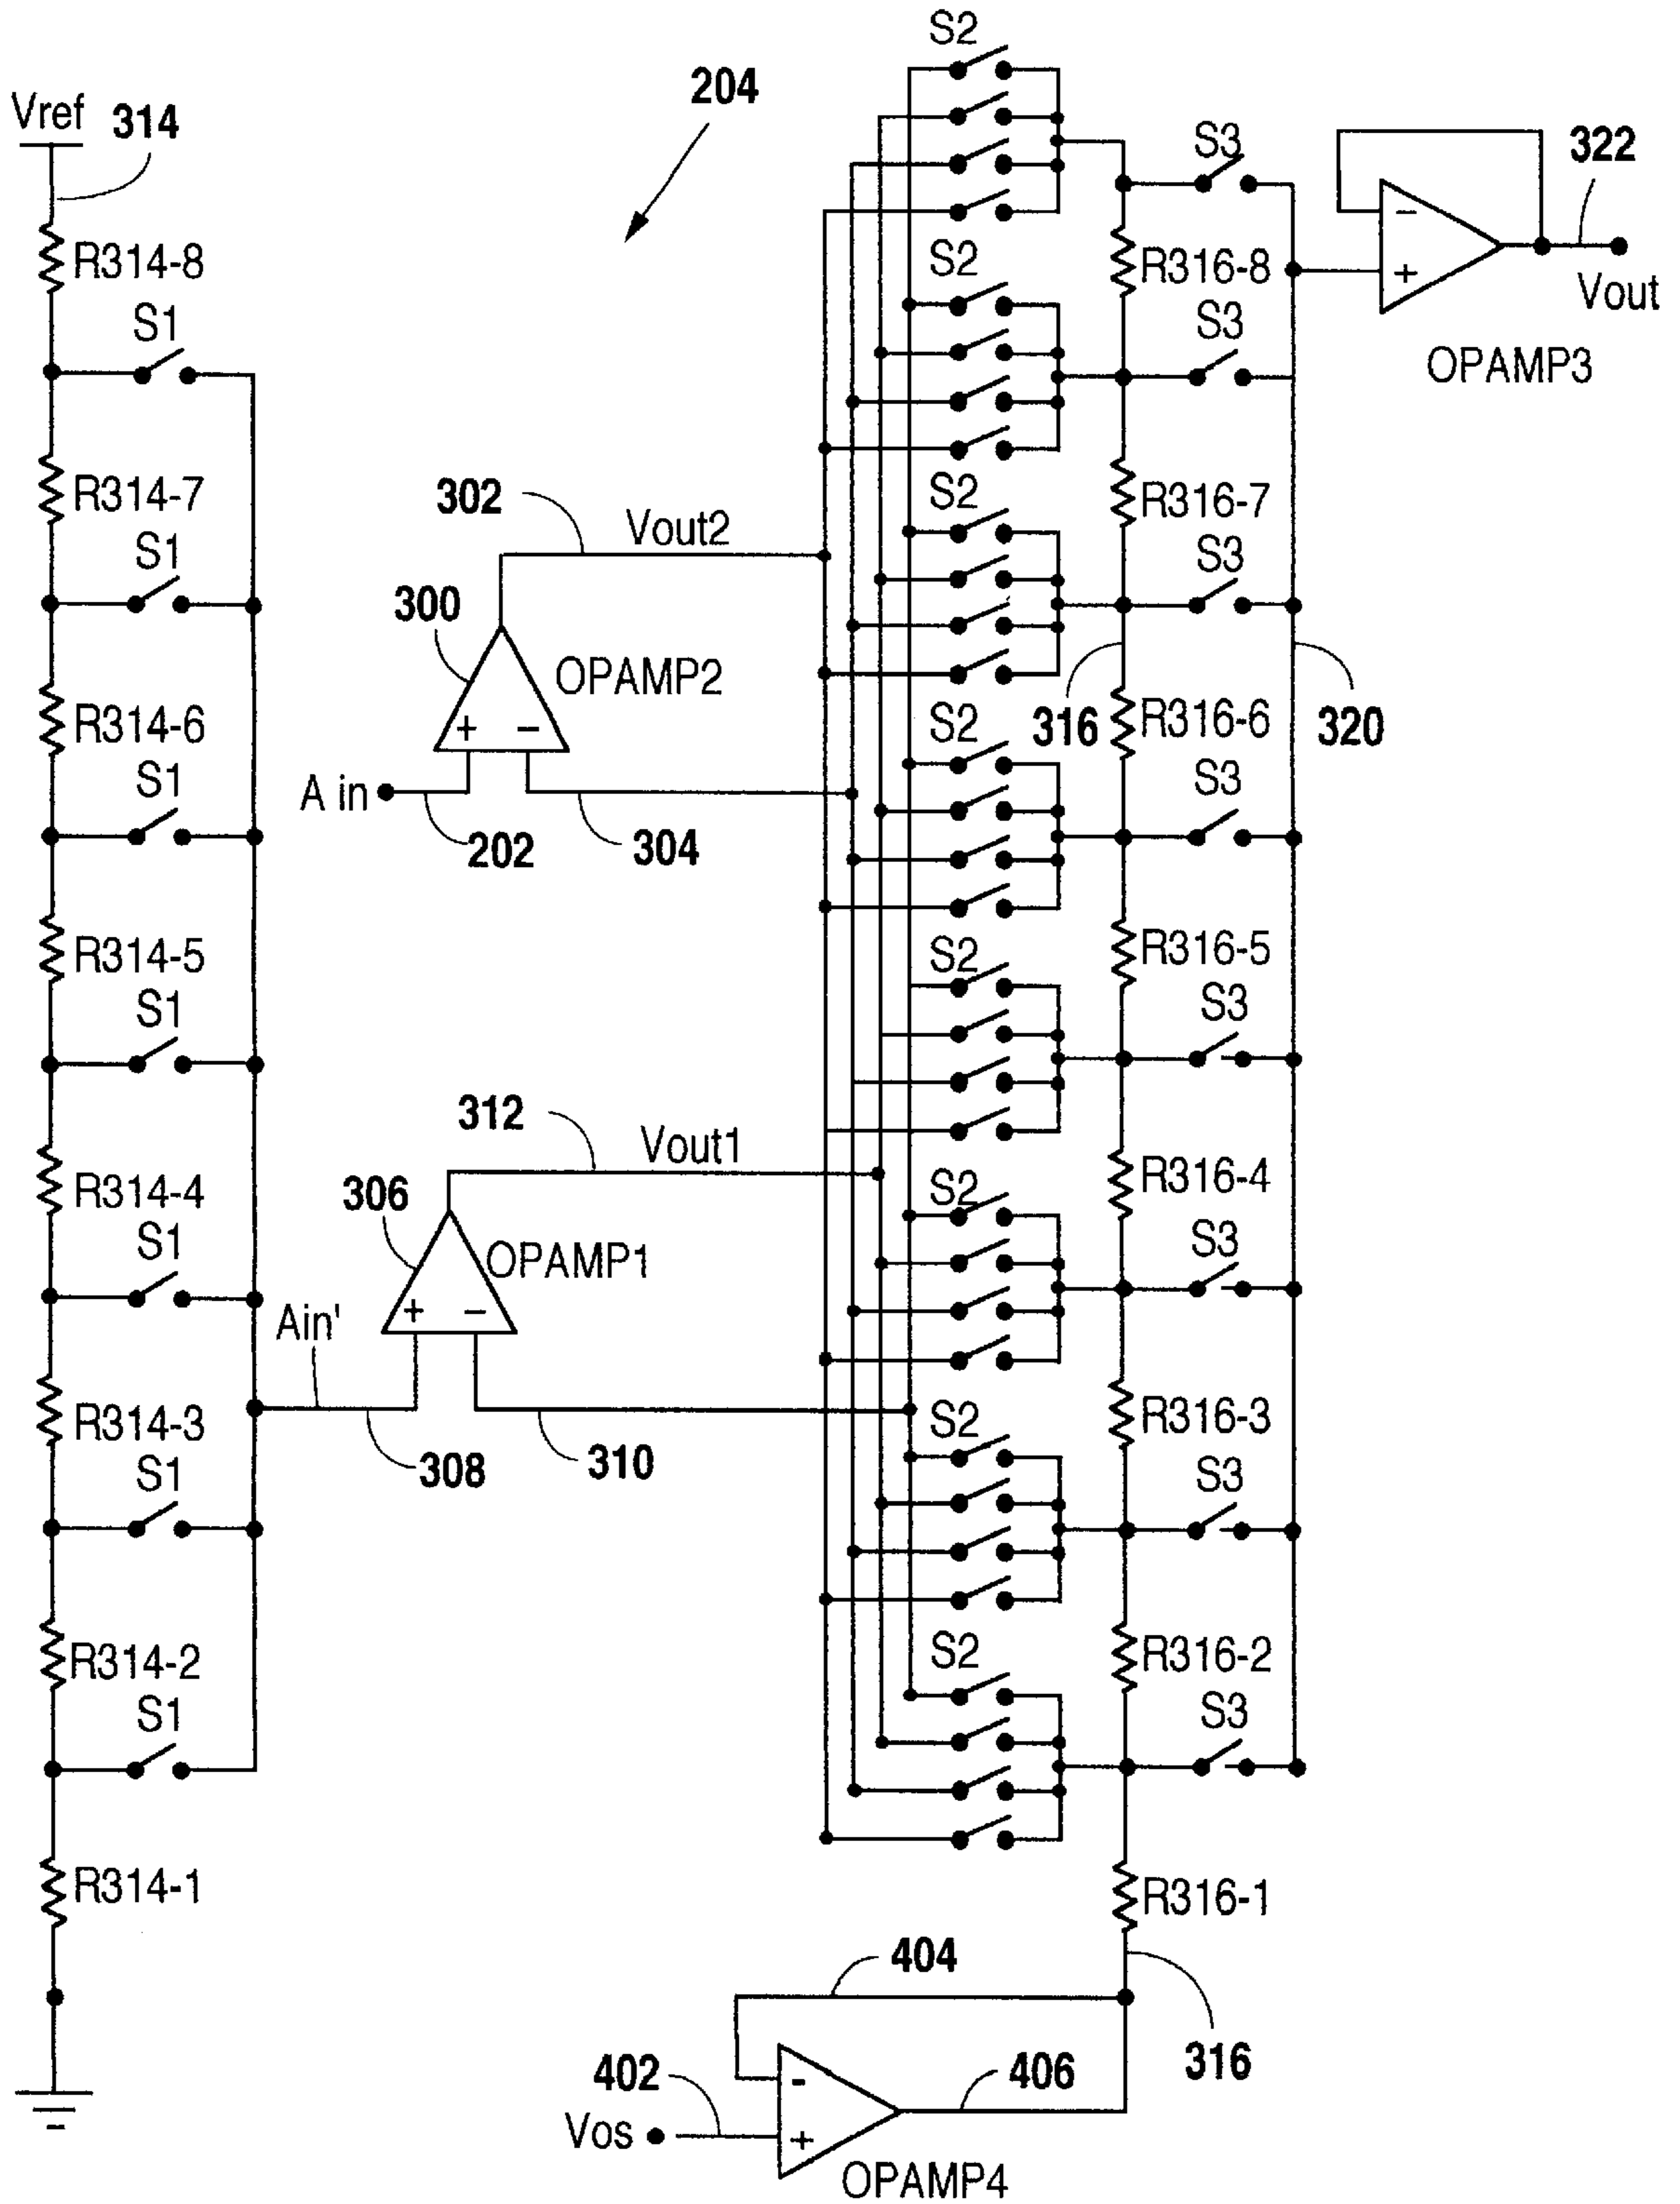 S2
204
Vref 314
S3
322
R314-8
S2
R316-8
−
+
Vout
S1
S3
OPAMP3
302
Vout2
S2
R314-7
R316-7
S1
S3
300
OPAMP2
+ −
R314-6
S2
316
R316-6
320
S1
A in
S3
202
304
R314-5
S2
R316-5
S1
S3
312
Vout1
306
S2
R314-4
R316-4
S1
OPAMP1
S3
Ain'
+ −
R314-3
S2
R316-3
308
310
S1
S3
R314-2
S2
R316-2
S1
S3
R314-1
R316-1
404
316
402
406
-
Vos
+
OPAMP4